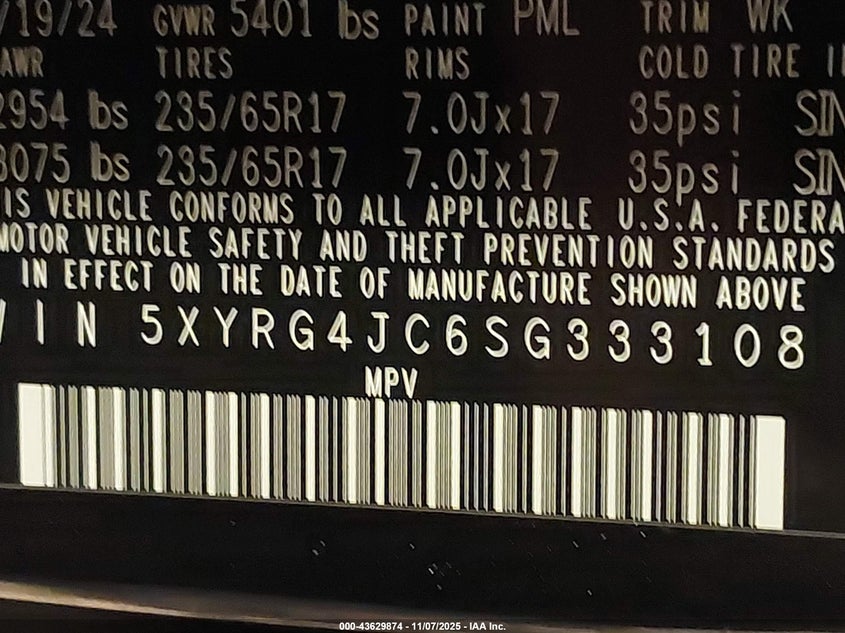 /19/24 GVWR 5401 lbs PAINT PML TRIM WK
AWR TIRES RIMS COLD TIRE I
2954 lbs 235/65R17 7.0Jx17 35psi SIN
3075 lbs 235/65R17 7.0Jx17 35psi SIN
IS VEHICLE CONFORMS TO ALL APPLICABLE U.S.A. FEDERA
MOTOR VEHICLE SAFETY AND THEFT PREVENTION STANDARDS
IN EFFECT ON THE DATE OF MANUFACTURE SHOWN ABOVE
VIN 5XYRG4JC6SG333108
MPV
000-43629874 - 11/07/2025 - IAA Inc.